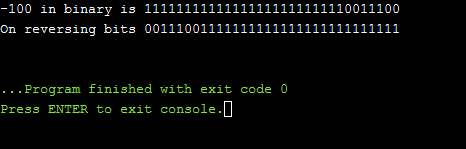 -100 in binary is 11111111111111111111111110011100
On reversing bits 00111001111111111111111111111111
...Program finished with exit code 0
Press ENTER to exit console.